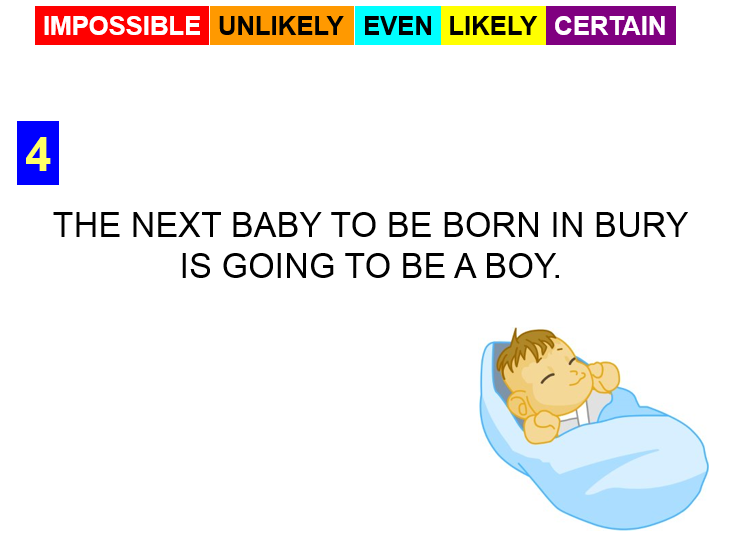 IMPOSSIBLE UNLIKELY EVEN LIKELY CERTAIN
4
THE NEXT BABY TO BE BORN IN BURY
IS GOING TO BE A BOY.